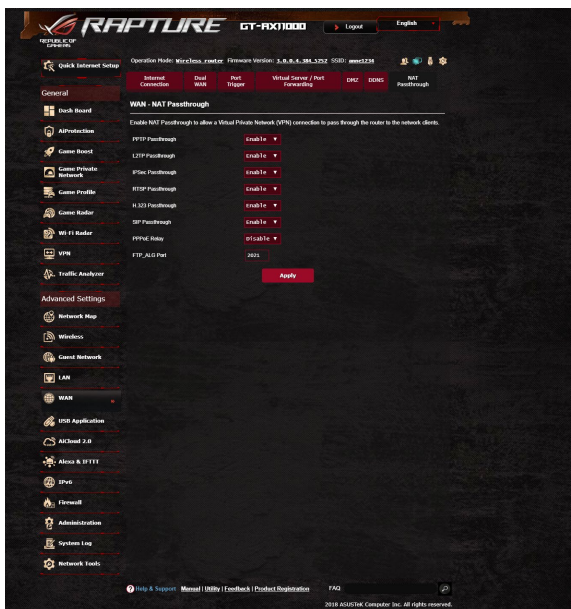 RAPTURE GT-AX11000 Logout English
REPUBLIC OF
GAMERS
Quick Internet Setup
Operation Mode: Wireless router Firmware Version: 3.0.0.4.384_5252 SSID:
Internet Connection Dual WAN Port Trigger Virtual Server / Port Forwarding DMZ DDNS NAT Passthrough
General
Dash Board
AiProtection
Game Boost
Game Private Network
Game Profile
Game Radar
Wi-Fi Radar
VPN
Traffic Analyzer
Advanced Settings
Network Map
Wireless
Guest Network
LAN
WAN
USB Application
AiCloud 2.0
Alexa & IFTTT
IPv6
Firewall
Administration
System Log
Network Tools
WAN - NAT Passthrough
Enable NAT Passthrough to allow a Virtual Private Network (VPN) connection to pass through the router to the network clients.
PPTP Passthrough Enable
L2TP Passthrough Enable
IPSec Passthrough Enable
RTSP Passthrough Enable
H.323 Passthrough Enable
SIP Passthrough Enable
PPPoE Relay Disable
FTP_ALG Port 2021
Apply
Help & Support Manual | Utility | Feedback | Product Registration FAQ
2018 ASUSTeK Computer Inc. All rights reserved.